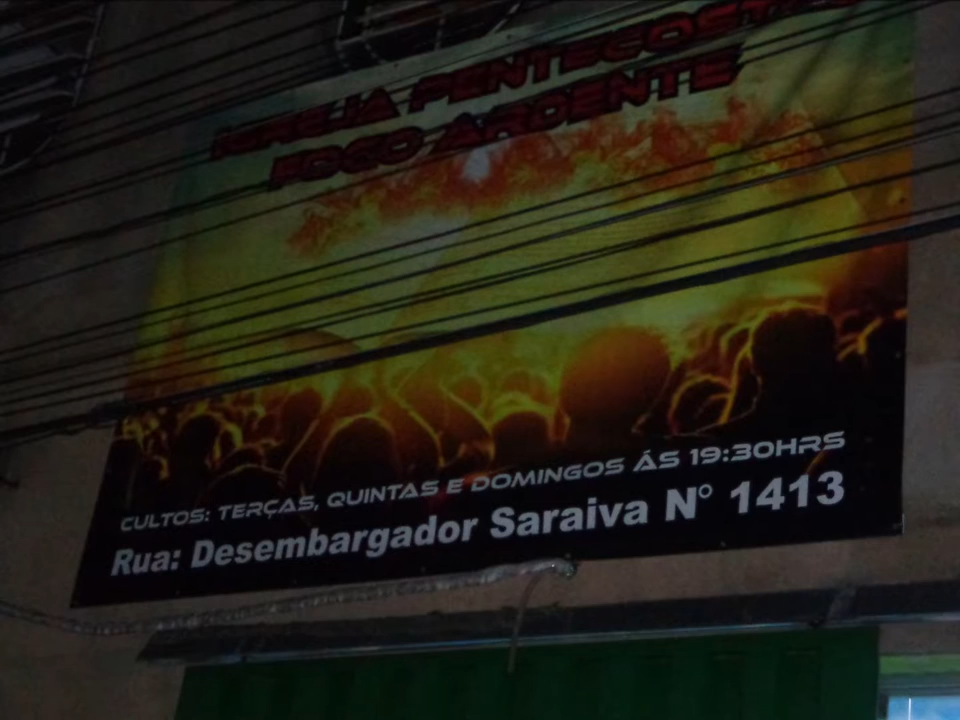 IGREJA PENTECOSTAL
FOGO ARDENTE
CULTOS: TERÇAS, QUINTAS E DOMINGOS ÁS 19:30HRS
Rua: Desembargador Saraiva N° 1413